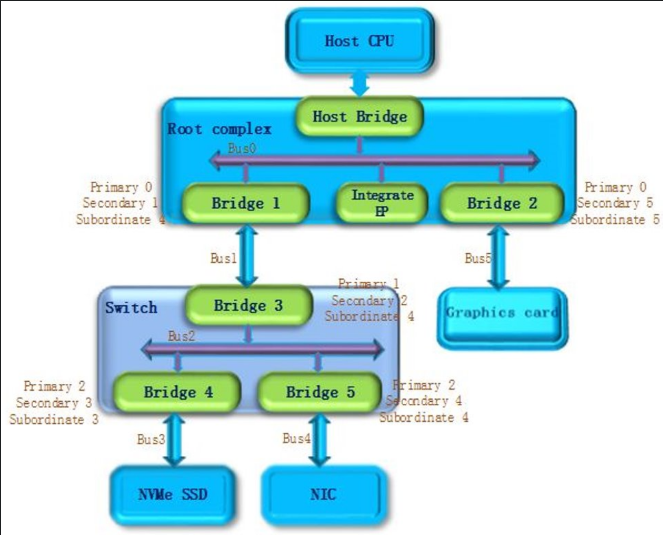 Host CPU
Host Bridge
Root complex
Bus0
Primary 0
Secondary 1
Subordinate 4
Bridge 1
Integrate
EP
Bridge 2
Primary 0
Secondary 5
Subordinate 5
Bus1
Bus5
Switch
Bridge 3
Primary 1
Secondary 2
Subordinate 4
Graphics card
Bus2
Primary 2
Secondary 3
Subordinate 3
Bridge 4
Bridge 5
Primary 2
Secondary 4
Subordinate 4
Bus3
Bus4
NVMe SSD
NIC